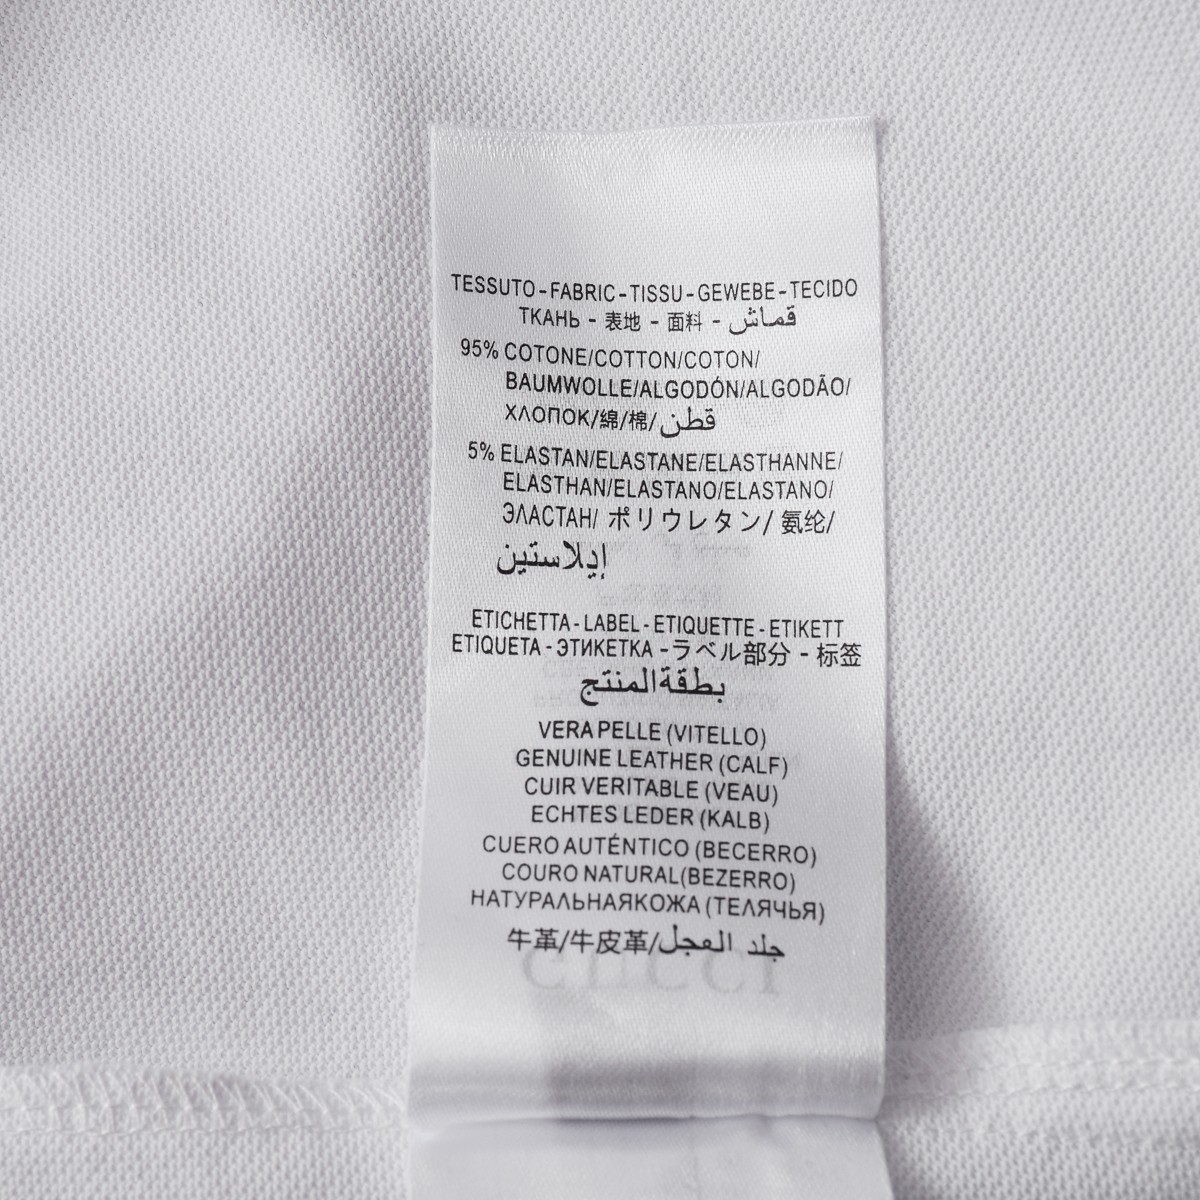 TESSUTO-FABRIC-TISSU-GEWEBE-TECIDO
ТКАНЬ - 表地 - 面料 - قماش
95% COTONE/COTTON/COTON/
BAUMWOLLE/ALGODÓN/ALGODÃO/
ХЛОПОК/綿/棉/قطن
5% ELASTAN/ELASTANE/ELASTHANNE/
ELASTHAN/ELASTANO/ELASTANO/
ЭЛАСТАН/ ポリウレタン/ 氨纶/
إيلاستين
ETICHETTA-LABEL-ETIQUETTE-ETIKETT
ETIQUETA-ЭТИКЕТКА-ラベル部分 - 标签
بطقةالمنتج
VERA PELLE (VITELLO)
GENUINE LEATHER (CALF)
CUIR VERITABLE (VEAU)
ECHTES LEDER (KALB)
CUERO AUTÉNTICO (BECERRO)
COURO NATURAL(BEZERRO)
НАТУРАЛЬНАЯКОЖА (ТЕЛЯЧЬЯ)
牛革/牛皮革/جلد العجل
GUCCI